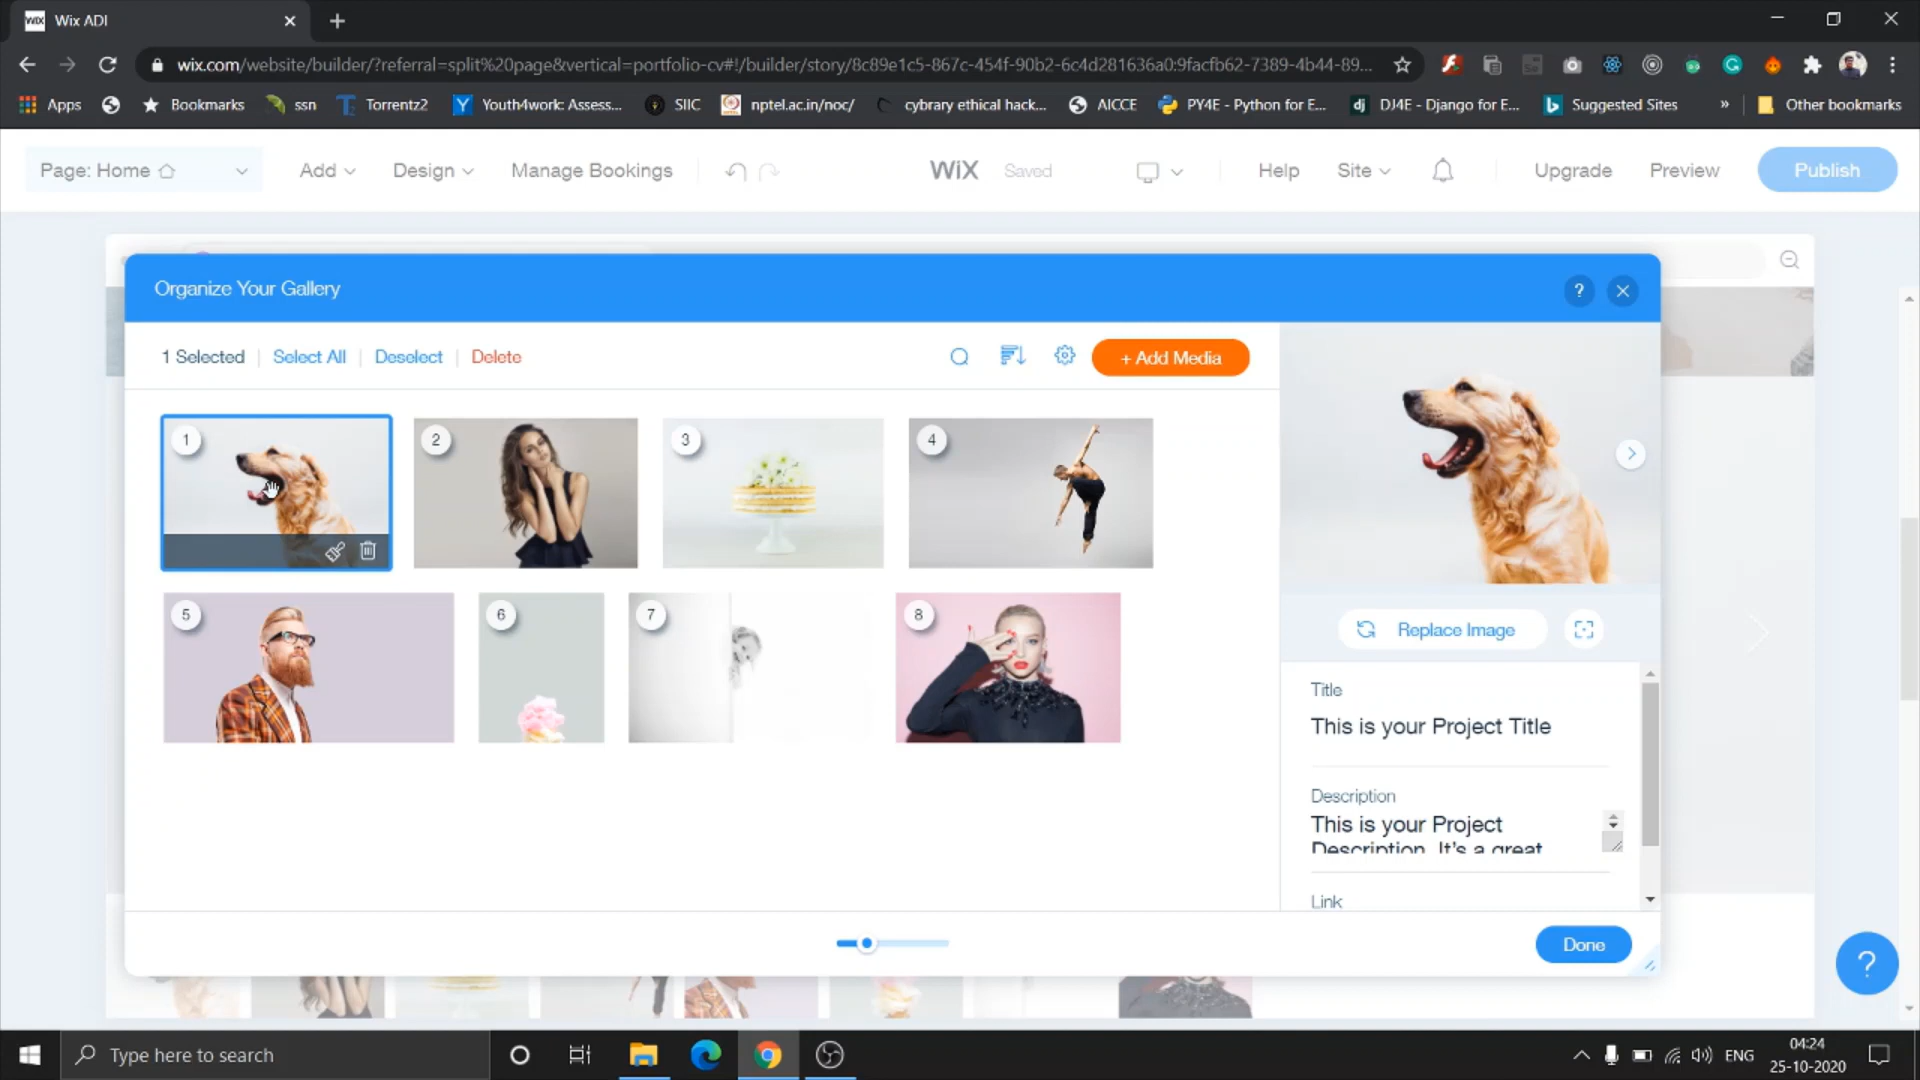 WiX Wix ADI
wix.com/website/builder/?referral=split%20page&vertical=portfolio-cv#!/builder/story/8c89e1c5-867c-454f-90b2-6c4d281636a0:9facfb62-7389-4b44-89...
Apps Bookmarks ssn Torrentz2 Youth4work: Assess... SIIC nptel.ac.in/noc/ cybrary ethical hack... AICCE PY4E - Python for E... dj DJ4E - Django for E... Suggested Sites » Other bookmarks
Page: Home Add Design Manage Bookings WiX Saved Help Site Upgrade Preview Publish
Organize Your Gallery ?
1 Selected Select All Deselect Delete + Add Media
1 2 3 4
5 6 7 8
Replace Image
Title
This is your Project Title
Description
This is your Project
Description. It's a great
Link
Done
?
Type here to search
ENG
04:24
25-10-2020